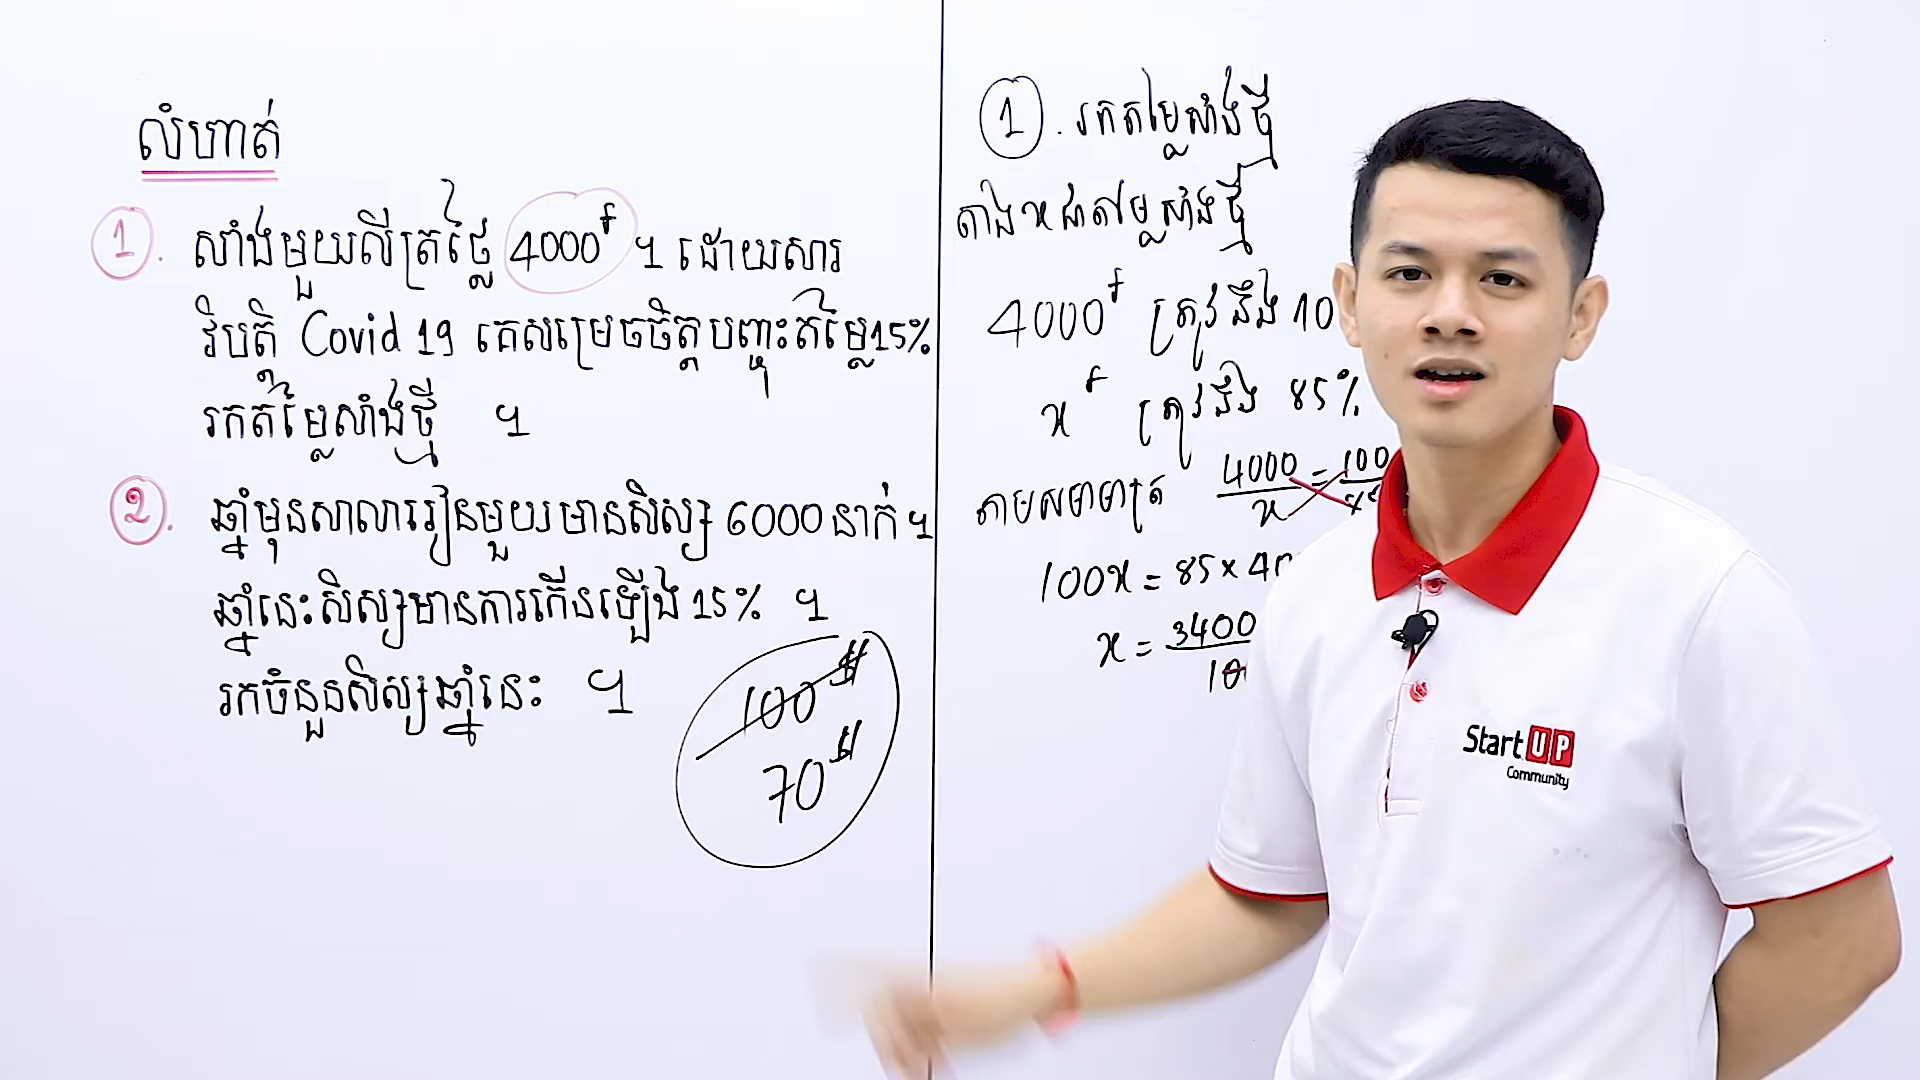 លំហាត់
1. សាំងមួយលីត្រថ្លៃ 4000៛ ។ ដោយសារ
វិបត្តិ Covid 19 គេសម្រេចចិត្តបញ្ចុះតម្លៃ 15%
រកតម្លៃសាំងថ្មី ។
2. ឆ្នាំមុនសាលារៀនមួយមានសិស្ស 6000 នាក់ ។
ឆ្នាំនេះសិស្សមានការកើនឡើង 15% ។
រកចំនួនសិស្សឆ្នាំនេះ ។
100$
70$
1. រកតម្លៃសាំងថ្មី
តាង x ជាតម្លៃសាំងថ្មី
4000៛ ត្រូវនឹង 10
x៛ ត្រូវនឹង 85%
តាមសមាមាត្រ 4000/x = 100/85
100x = 85 × 40
x = 3400/10
StartUP
Community